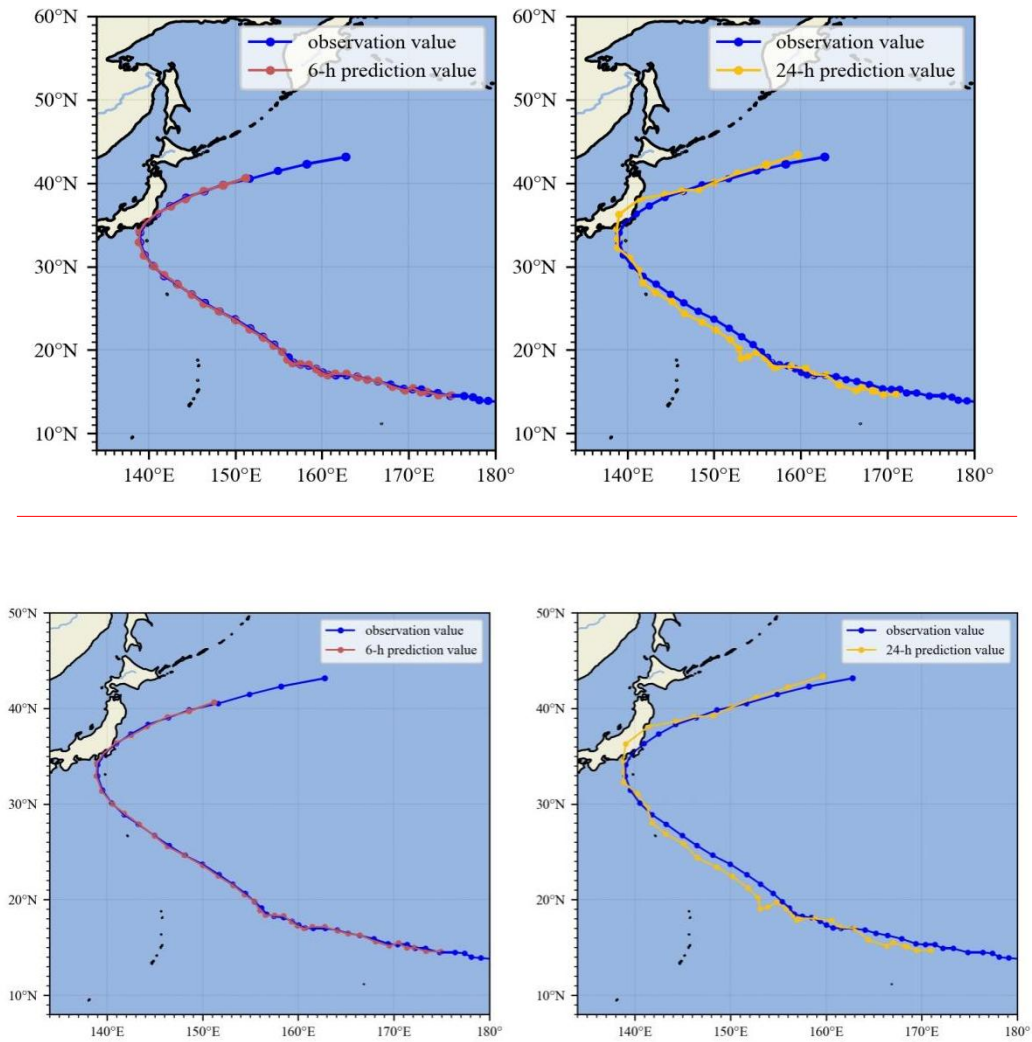 60°N
50°N
40°N
30°N
20°N
10°N
140°E 150°E 160°E 170°E 180°
observation value
6-h prediction value
60°N
50°N
40°N
30°N
20°N
10°N
140°E 150°E 160°E 170°E 180°
observation value
24-h prediction value
50°N
40°N
30°N
20°N
10°N
140°E 150°E 160°E 170°E 180°
observation value
6-h prediction value
50°N
40°N
30°N
20°N
10°N
140°E 150°E 160°E 170°E 180°
observation value
24-h prediction value